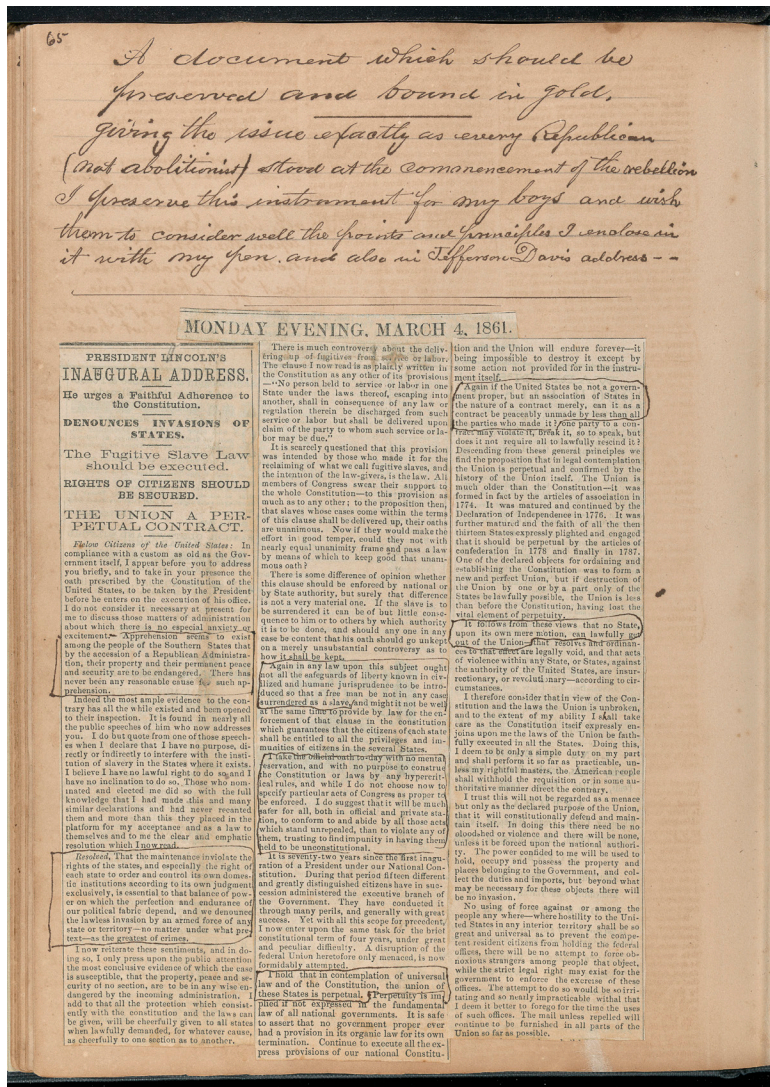 65
A document which should be
preserved and bound in gold.
giving the issue exactly as every Republican
(not abolitionist) stood at the commencement of the rebellion
I preserve this instrument for my boys and wish
them to consider well the points and principles I enclose in
it with my pen. and also in Jefferson Davis address--
MONDAY EVENING, MARCH 4, 1861.
PRESIDENT LINCOLN'S
INAUGURAL ADDRESS.
He urges a Faithful Adherence to
the Constitution.
DENOUNCES INVASIONS OF
STATES.
The Fugitive Slave Law
should be executed.
RIGHTS OF CITIZENS SHOULD
BE SECURED.
THE UNION A PER-
PETUAL CONTRACT.
Fellow Citizens of the United States: In
compliance with a custom as old as the Gov-
ernment itself, I appear before you to address
you briefly, and to take in your presence the
oath prescribed by the Constitution of the
United States, to be taken by the President
before he enters on the execution of his office.
I do not consider it necessary at present for
me to discuss those matters of administration
about which there is no especial anxiety or
excitement. Apprehension seems to exist
among the people of the Southern States that
by the accession of a Republican Administra-
tion, their property and their permanent peace
and security are to be endangered. There has
never been any reasonable cause for such ap-
prehension.
Indeed the most ample evidence to the con-
trary has all the while existed and been opened
to their inspection. It is found in nearly all
the public speeches of him who now addresses
you. I do but quote from one of those speech-
es when I declare that I have no purpose, di-
rectly or indirectly to interfere with the insti-
tution of slavery in the States where it exists.
I believe I have no lawful right to do so and I
have no inclination to do so. Those who nom-
inated and elected me did so with the full
knowledge that I had made this and many
similar declarations and had never recanted
them and more than this they placed in the
platform for my acceptance and as a law to
themselves and to me the clear and emphatic
resolution which I now read.
Resolved, That the maintenance inviolate of the
rights of the states, and especially the right of
each state to order and control its own domes-
tic institutions according to its own judgment
exclusively, is essential to that balance of pow-
er on which the perfection and endurance of
our political fabric depend, and we denounce
the lawless invasion by an armed force of any
state or territory—no matter under what pre-
text—as the greatest of crimes.
I now reiterate these sentiments, and in do-
ing so, I only press upon the public attention
the most conclusive evidence of which the case
is susceptible, that the property, peace and se-
curity of no section, are to be in any wise en-
dangered by the incoming administration. I
add to that all the protection which consist-
ently with the constitution and the laws can
be given, will be cheerfully given to all states
when lawfully demanded, for whatever cause,
as cheerfully to one section as to another.
There is much controversy about the deliv-
ering up of fugitives from service or labor.
The clause I now read is as plainly written in
the Constitution as any other of its provisions
—"No person held to service or labor in one
State under the laws thereof, escaping into
another, shall in consequence of any law or
regulation therein be discharged from such
service or labor but shall be delivered upon
claim of the party to whom such service or la-
bor may be due."
It is scarcely questioned that this provision
was intended by those who made it for the
reclaiming of what we call fugitive slaves, and
the intention of the law-givers, is the law. All
members of Congress swear their support to
the whole Constitution—to this provision as
much as to any other; to the proposition then,
that slaves whose cases come within the terms
of this clause shall be delivered up, their oaths
are unanimous. Now if they would make the
effort in good temper, could they not with
nearly equal unanimity frame and pass a law
by means of which to keep good that unani-
mous oath?
There is some difference of opinion whether
this clause should be enforced by national or
by State authority, but surely that difference
is not a very material one. If the slave is to
be surrendered it can be of but little conse-
quence to him or to others by which authority
it is to be done, and should any one in any
case be content that his oath should go unkept
on a merely unsubstantial controversy as to
how it shall be kept.
Again in any law upon this subject ought
not all the safeguards of liberty known in civ-
ilized and humane jurisprudence to be intro-
duced so that a free man be not in any case
surrendered as a slave, and might it not be well
at the same time to provide by law for the en-
forcement of that clause in the constitution
which guarantees that the citizens of each state
shall be entitled to all the privileges and im-
munities of citizens in the several States.
I take the official oath to-day with no mental
reservation, and with no purpose to construe
the Constitution or laws by any hypercrit-
ical rules, and while I do not choose now to
specify particular acts of Congress as proper to
be enforced. I do suggest that it will be much
safer for all, both in official and private sta-
tion, to conform to and abide by all those acts
which stand unrepealed, than to violate any of
them, trusting to find impunity in having them
held to be unconstitutional.
It is seventy-two years since the first inagu-
ration of a President under our National Con-
stitution. During that period fifteen different
and greatly distinguished citizens have in suc-
cession administered the executive branch of
the Government. They have conducted it
through many perils, and generally with great
success. Yet with all this scope for precedent,
I now enter upon the same task for the brief
constitutional term of four years, under great
and peculiar difficulty. A disruption of the
federal Union heretofore only menaced, is now
formidably attempted.
I hold that in contemplation of universal
law and of the Constitution, the union of
these States is perpetual. Perpetuity is im-
plied if not expressed in the fundamental
law of all national governments. It is safe
to assert that no government proper ever
had a provision in its organic law for its own
termination. Continue to execute all the ex-
press provisions of our national Constitu-
tion and the Union will endure forever—it
being impossible to destroy it except by
some action not provided for in the instru-
ment itself.
Again if the United States be not a govern-
ment proper, but an association of States in
the nature of a contract merely, can it as a
contract be peaceably unmade by less than all
the parties who made it? one party to a con-
tract may violate it, break it, so to speak, but
does it not require all to lawfully rescind it?
Descending from these general principles we
find the proposition that in legal contemplation
the Union is perpetual and confirmed by the
history of the Union itself. The Union is
much older than the Constitution—it was
formed in fact by the articles of association in
1774. It was matured and continued by the
Declaration of Independence in 1776. It was
further matured and the faith of all the then
thirteen States expressly plighted and engaged
that it should be perpetual by the articles of
confederation in 1778 and finally in 1787.
One of the declared objects for ordaining and
establishing the Constitution was to form a
new and perfect Union, but if destruction of
the Union by one or by a part only of the
States be lawfully possible, the Union is less
than before the Constitution, having lost the
vital element of perpetuity.
It follows from these views that no State,
upon its own mere motion, can lawfully get
out of the Union—that resolves and ordinan-
ces to that effect are legally void, and that acts
of violence within any State, or States, against
the authority of the United States, are insur-
rectionary, or revolutionary—according to cir-
cumstances.
I therefore consider that in view of the Con-
stitution and the laws the Union is unbroken,
and to the extent of my ability I shall take
care as the Constitution itself expressly en-
joins upon me the laws of the Union be faith-
fully executed in all the States. Doing this,
I deem to be only a simple duty on my part
and shall perform it so far as practicable, un-
less my rightful masters, the American people
shall withhold the requisition or in some au-
thoritative manner direct the contrary.
I trust this will not be regarded as a menace
but only as the declared purpose of the Union,
that it will constitutionally defend and main-
tain itself. In doing this there need be no
bloodshed or violence and there will be none,
unless it be forced upon the national authori-
ty. The power confided to me will be used to
hold, occupy and possess the property and
places belonging to the Government, and col-
lect the duties and imports, but beyond what
may be necessary for these objects there will
be no invasion.
No using of force against or among the
people any where—where hostility to the Uni-
ted States in any interior territory shall be so
great and universal as to prevent the compe-
tent resident citizens from holding the federal
offices, there will be no attempt to force ob-
noxious strangers among people that object,
while the strict legal right may exist for the
government to enforce the exercise of these
offices. The attempt to do so would be so irri-
tating and so nearly impracticable withal that
I deem it better to forego for the time the uses
of such offices. The mail unless repelled will
continue to be furnished in all parts of the
Union so far as possible.